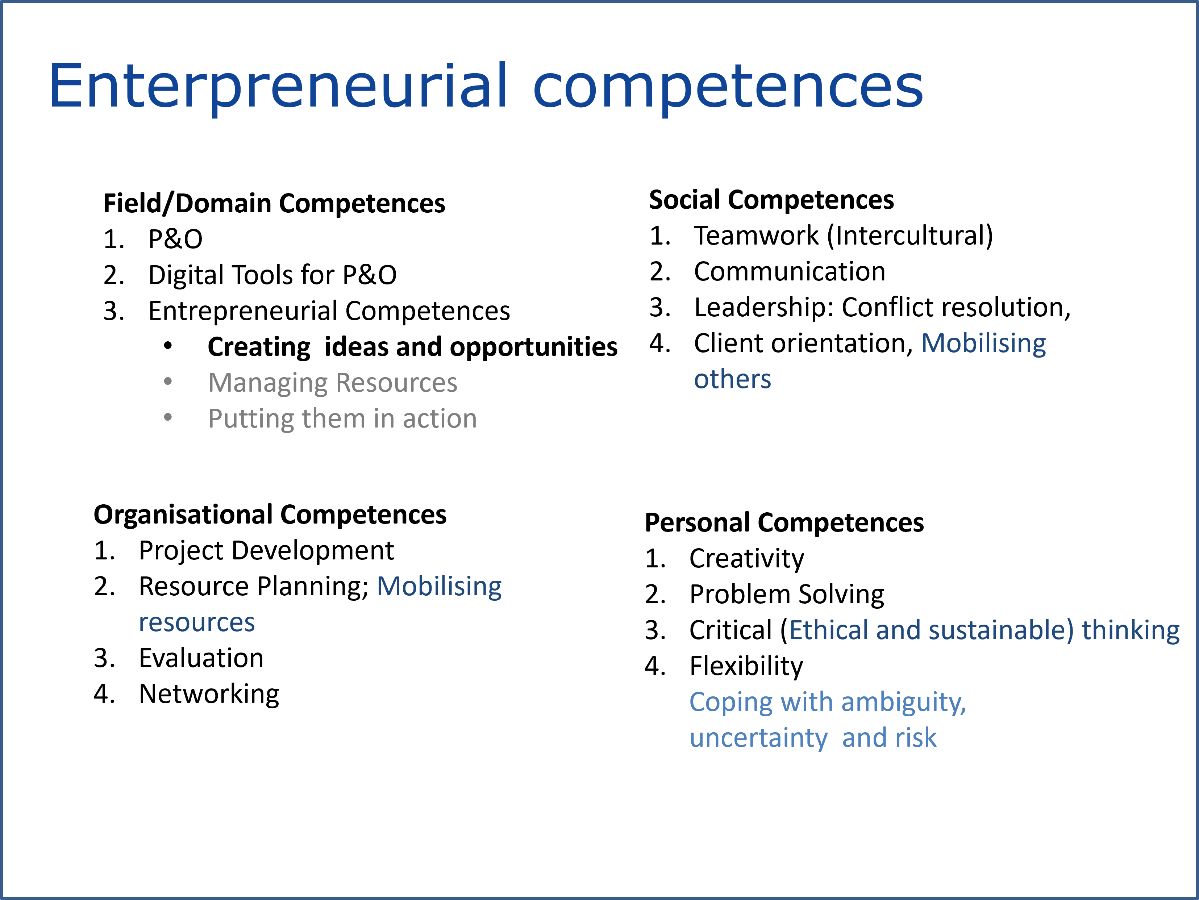 Enterpreneurial competences
Field/Domain Competences
1. P&O
2. Digital Tools for P&O
3. Entrepreneurial Competences
• Creating ideas and opportunities
• Managing Resources
• Putting them in action
Social Competences
1. Teamwork (Intercultural)
2. Communication
3. Leadership: Conflict resolution,
4. Client orientation, Mobilising
others
Organisational Competences
1. Project Development
2. Resource Planning; Mobilising
resources
3. Evaluation
4. Networking
Personal Competences
1. Creativity
2. Problem Solving
3. Critical (Ethical and sustainable) thinking
4. Flexibility
Coping with ambiguity,
uncertainty and risk